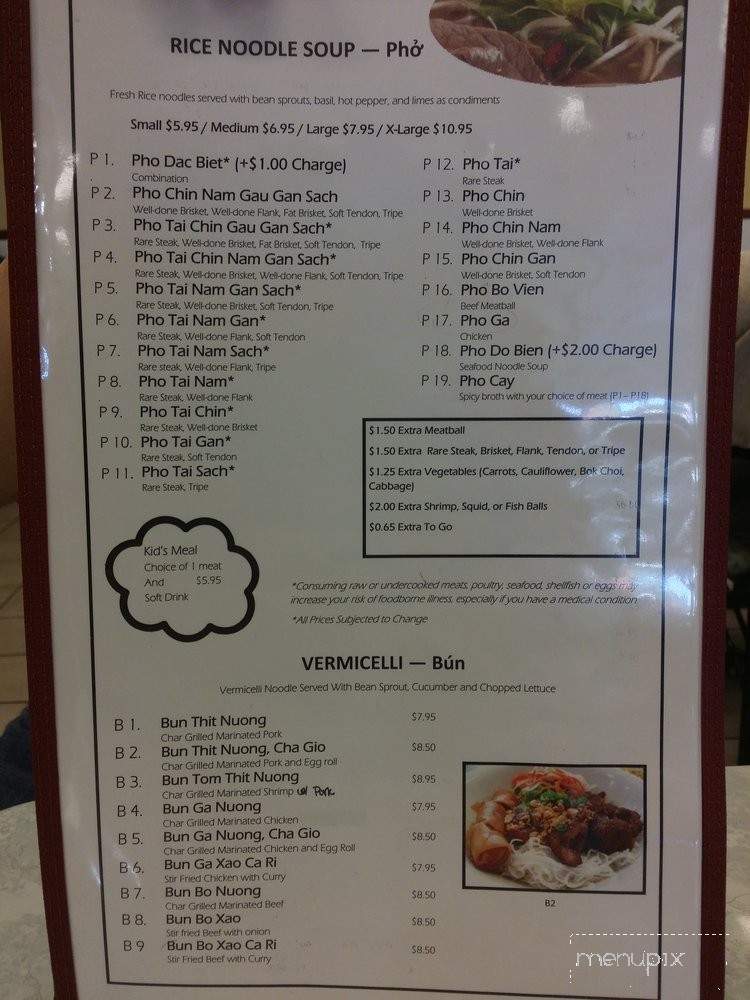 RICE NOODLE SOUP — Phở
Fresh Rice noodles served with bean sprouts, basil, hot pepper, and limes as condiments
Small $5.95 / Medium $6.95 / Large $7.95 / X-Large $10.95
P 1. Pho Dac Biet* (+$1.00 Charge)
Combination
P 2. Pho Chin Nam Gau Gan Sach
Well-done Brisket, Well-done Flank, Fat Brisket, Soft Tendon, Tripe
P 3. Pho Tai Chin Gau Gan Sach*
Rare Steak, Well-done Brisket, Fat Brisket, Soft Tendon, Tripe
P 4. Pho Tai Chin Nam Gan Sach*
Rare Steak, Well-done Brisket, Well-done Flank, Soft Tendon, Tripe
P 5. Pho Tai Nam Gan Sach*
Rare Steak, Well-done Brisket, Soft Tendon, Tripe
P 6. Pho Tai Nam Gan*
Rare Steak, Well-done Flank, Soft Tendon
P 7. Pho Tai Nam Sach*
Rare steak, Well-done Flank, Tripe
P 8. Pho Tai Nam*
Rare Steak, Well-done Flank
P 9. Pho Tai Chin*
Rare Steak, Well-done Brisket
P 10. Pho Tai Gan*
Rare Steak, Soft Tendon
P 11. Pho Tai Sach*
Rare Steak, Tripe
P 12. Pho Tai*
Rare Steak
P 13. Pho Chin
Well-done Brisket
P 14. Pho Chin Nam
Well-done Brisket, Well-done Flank
P 15. Pho Chin Gan
Well-done Brisket, Soft Tendon
P 16. Pho Bo Vien
Beef Meatball
P 17. Pho Ga
Chicken
P 18. Pho Do Bien (+$2.00 Charge)
Seafood Noodle Soup
P 19. Pho Cay
Spicy broth with your choice of meat (P1– P18)
$1.50 Extra Meatball
$1.50 Extra Rare Steak, Brisket, Flank, Tendon, or Tripe
$1.25 Extra Vegetables (Carrots, Cauliflower, Bok Choi,
Cabbage)
$2.00 Extra Shrimp, Squid, or Fish Balls
$0.65 Extra To Go
Kid's Meal
Choice of 1 meat
And $5.95
Soft Drink
*Consuming raw or undercooked meats, poultry, seafood, shellfish or eggs may
increase your risk of foodborne illness, especially if you have a medical condition
*All Prices Subjected to Change
VERMICELLI — Bún
Vermicelli Noodle Served With Bean Sprout, Cucumber and Chopped Lettuce
B 1. Bun Thit Nuong $7.95
Char Grilled Marinated Pork
B 2. Bun Thit Nuong, Cha Gio $8.50
Char Grilled Marinated Pork and Egg roll
B 3. Bun Tom Thit Nuong $8.95
Char Grilled Marinated Shrimp w/ Pork
B 4. Bun Ga Nuong $7.95
Char Grilled Marinated Chicken
B 5. Bun Ga Nuong, Cha Gio $8.50
Char Grilled Marinated Chicken and Egg Roll
B 6. Bun Ga Xao Ca Ri $7.95
Stir Fried Chicken with Curry
B 7. Bun Bo Nuong $8.50
Char Grilled Marinated Beef
B 8. Bun Bo Xao $8.50
Stir fried Beef with onion
B 9 Bun Bo Xao Ca Ri $8.50
Stir Fried Beef with Curry
B2
menupix